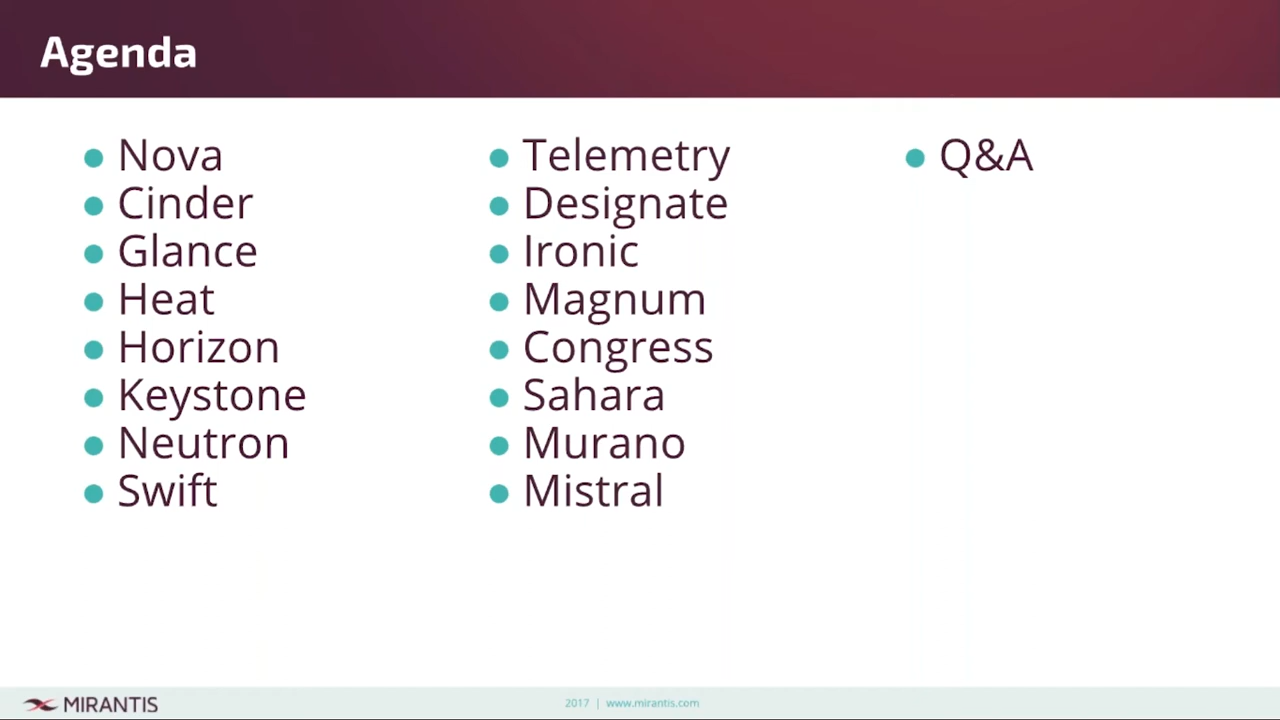 Agenda
● Nova
● Cinder
● Glance
● Heat
● Horizon
● Keystone
● Neutron
● Swift
● Telemetry
● Designate
● Ironic
● Magnum
● Congress
● Sahara
● Murano
● Mistral
● Q&A
MIRANTIS
2017 | www.mirantis.com